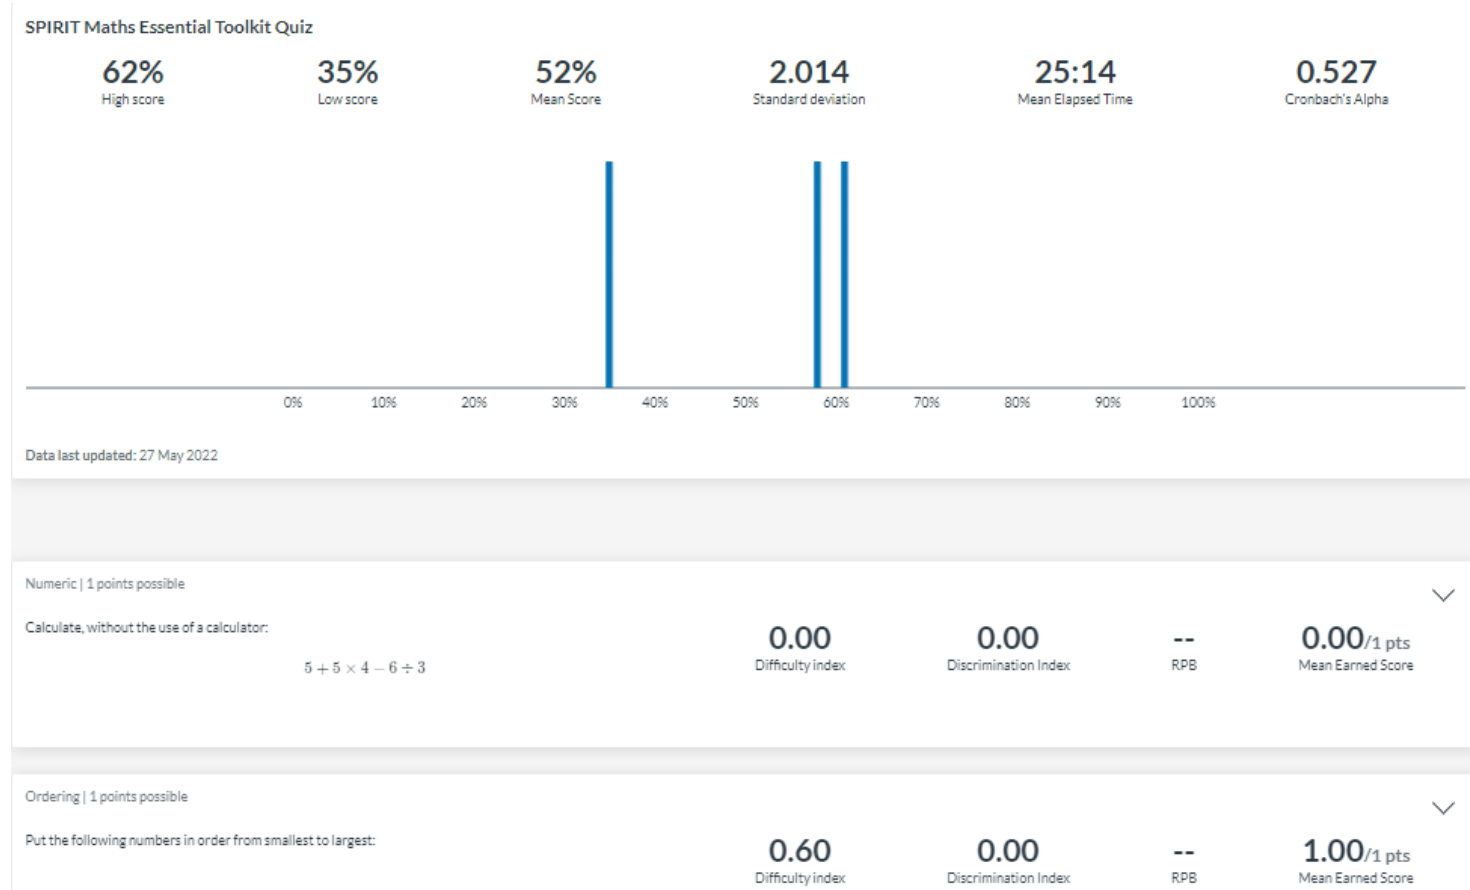 SPIRIT Maths Essential Toolkit Quiz
62% 35% 52% 2.014 25:14 0.527
High score Low score Mean Score Standard deviation Mean Elapsed Time Cronbach's Alpha
0% 10% 20% 30% 40% 50% 60% 70% 80% 90% 100%
Data last updated: 27 May 2022
Numeric | 1 points possible
Calculate, without the use of a calculator:
5 + 5 × 4 − 6 ÷ 3
0.00 0.00 -- 0.00/1 pts
Difficulty index Discrimination Index RPB Mean Earned Score
Ordering | 1 points possible
Put the following numbers in order from smallest to largest:
0.60 0.00 -- 1.00/1 pts
Difficulty index Discrimination Index RPB Mean Earned Score